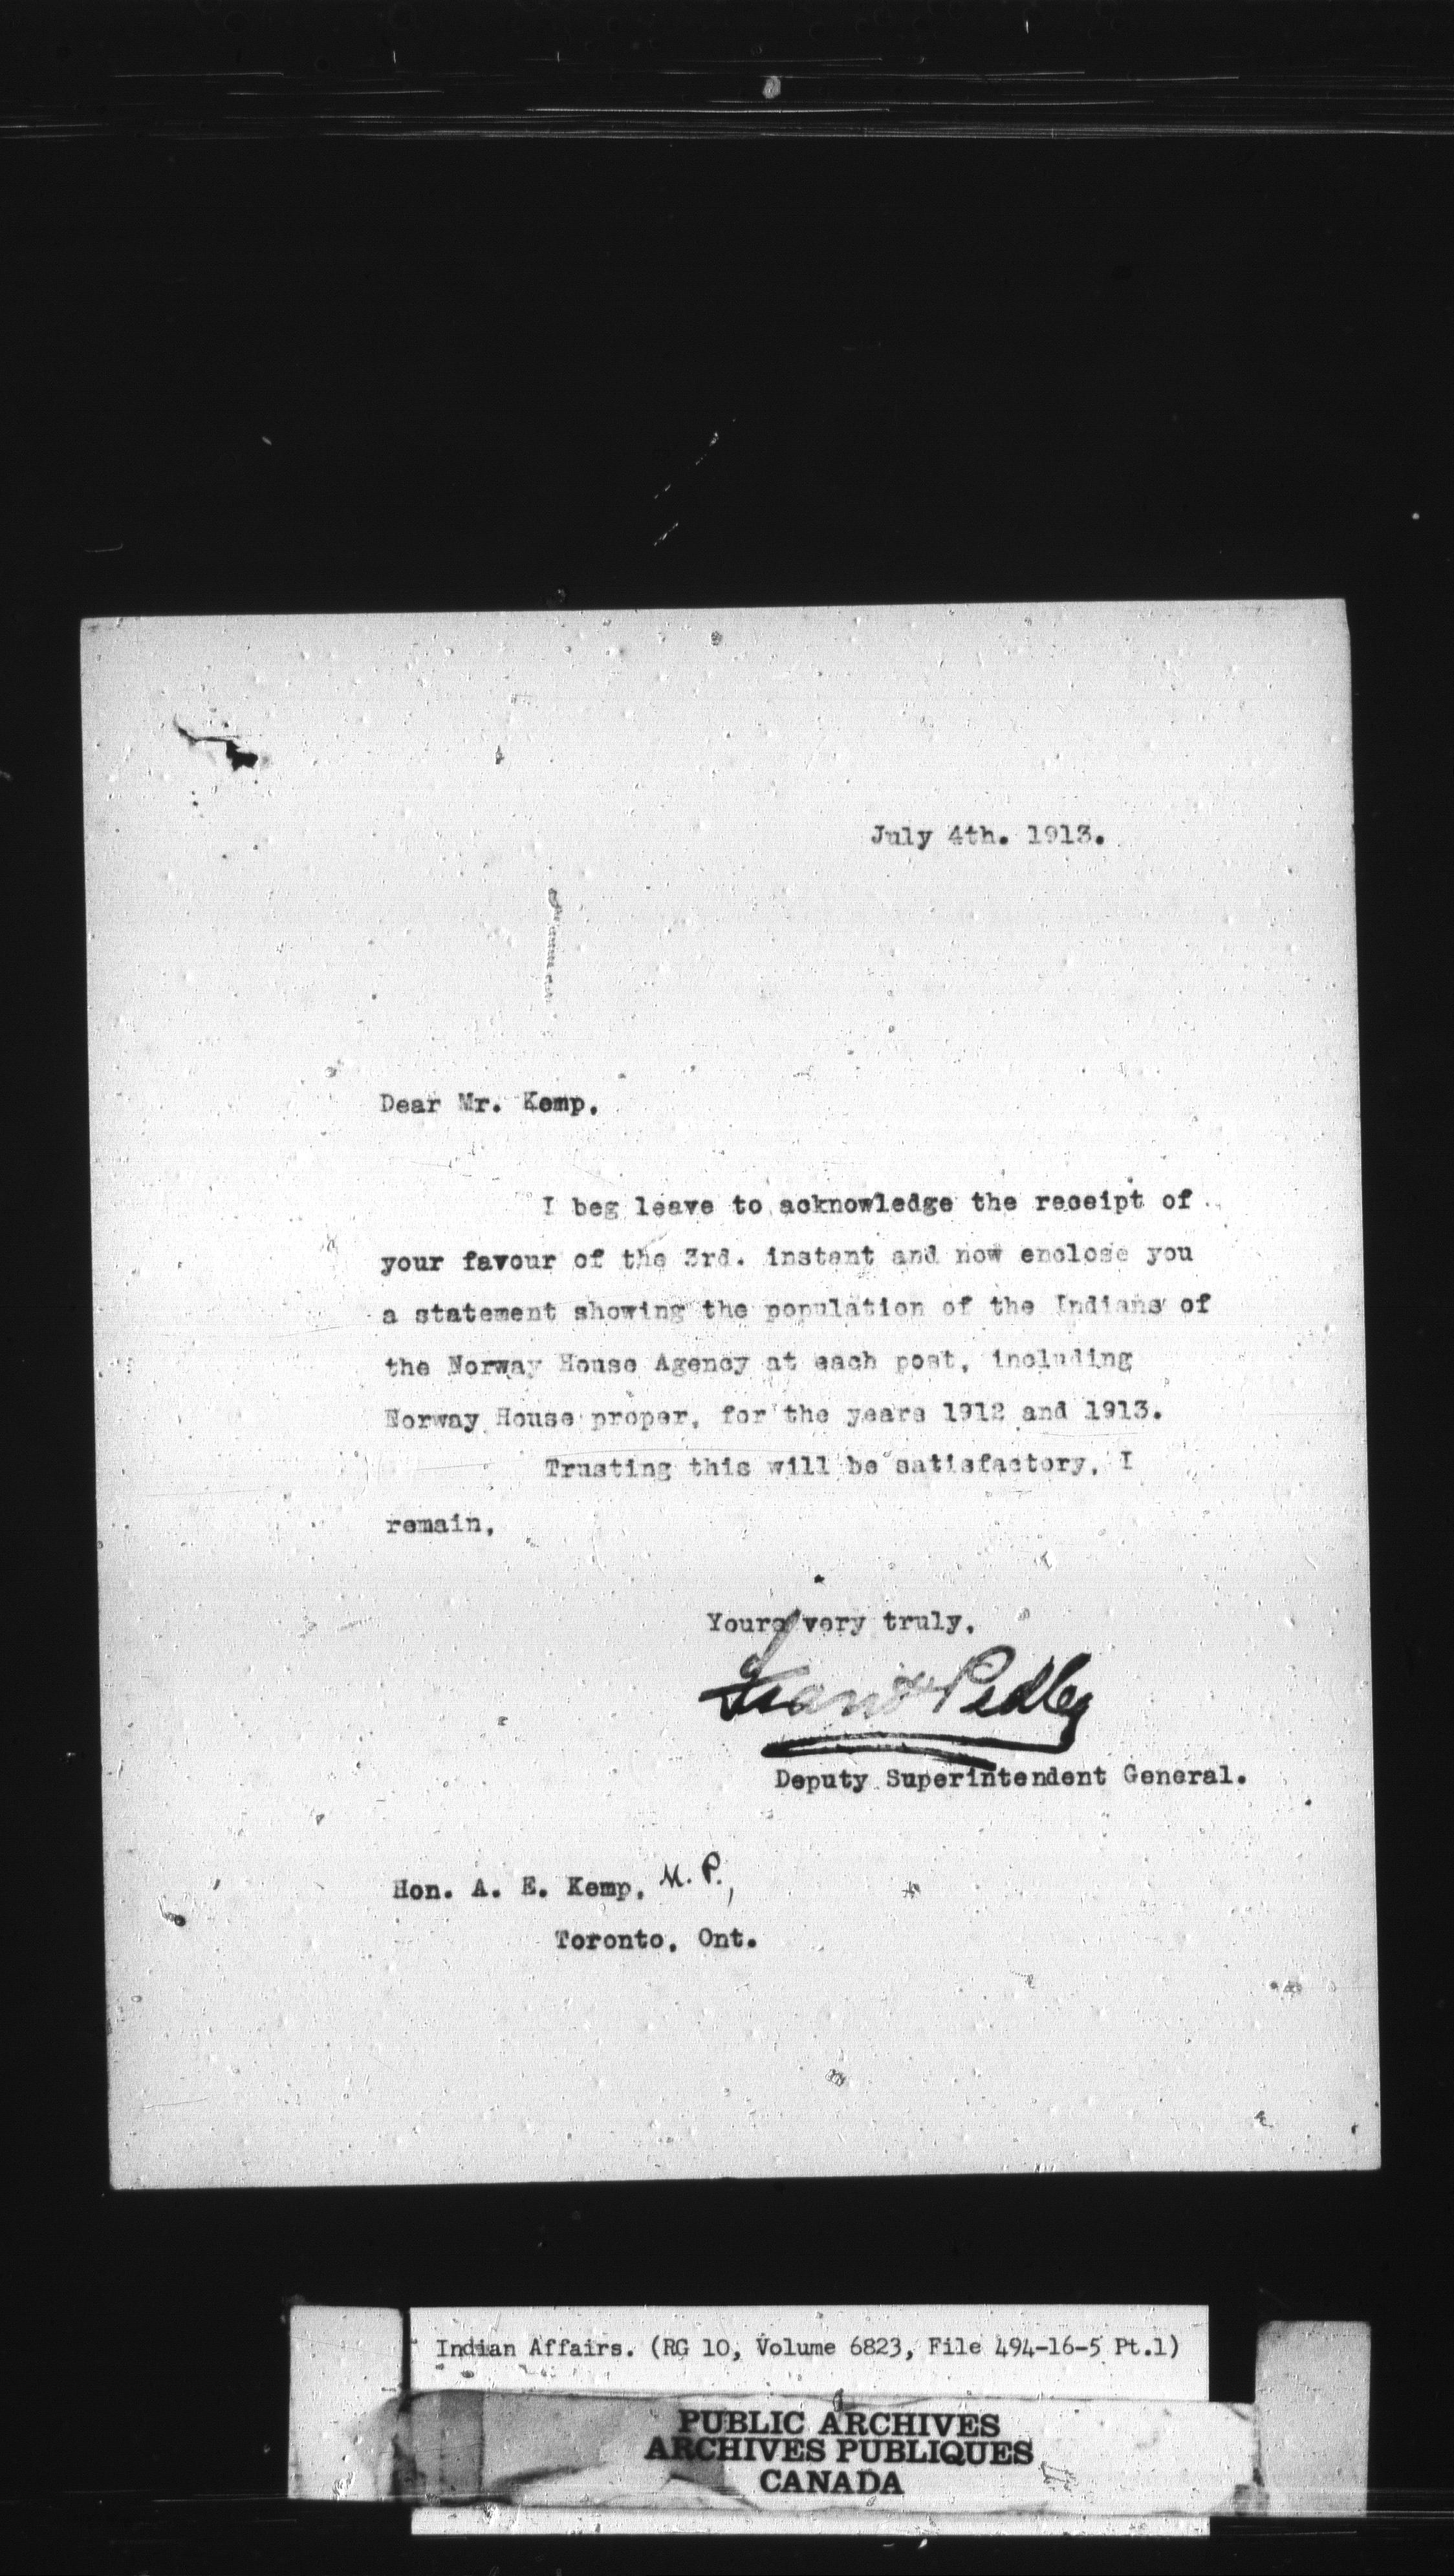 July 4th. 1913.
Dear Mr. Kemp,
I beg leave to acknowledge the receipt of
your favour of the 3rd. instant and now enclose you
a statement showing the population of the Indians of
the Norway House Agency at each post, including
Norway House proper, for the years 1912 and 1913.
Trusting this will be satisfactory, I
remain,
Yours very truly,
Frank Pedley
Deputy Superintendent General.
Hon. A. E. Kemp, M. P.,
Toronto, Ont.
Indian Affairs. (RG 10, Volume 6823, File 494-16-5 Pt.1)
PUBLIC ARCHIVES
ARCHIVES PUBLIQUES
CANADA